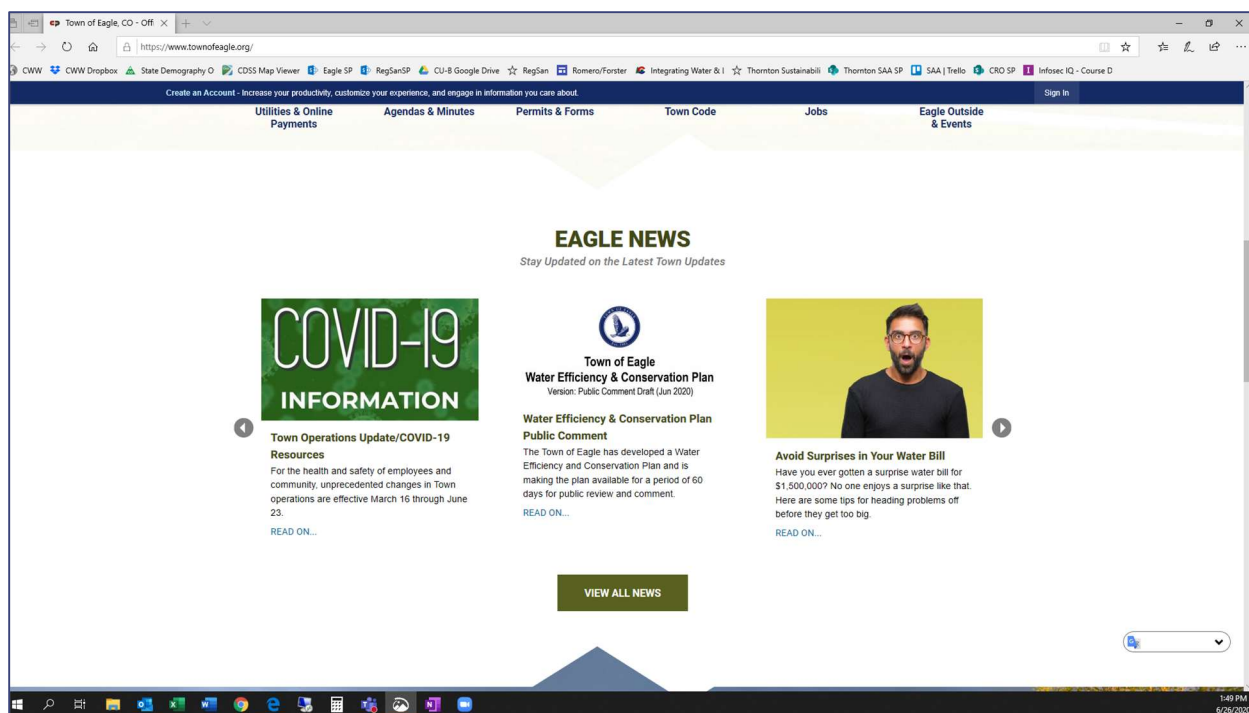 Town of Eagle, CO - Offi
https://www.townofeagle.org/
CWW CWW Dropbox State Demography O CDSS Map Viewer Eagle SP RegSanSP CU-B Google Drive RegSan Romero/Forster Integrating Water & l Thornton Sustainabili Thornton SAA SP SAA | Trello CRO SP Infosec IQ - Course D
Create an Account - Increase your productivity, customize your experience, and engage in information you care about. Sign In
Utilities & Online Agendas & Minutes Permits & Forms Town Code Jobs Eagle Outside
Payments & Events
EAGLE NEWS
Stay Updated on the Latest Town Updates
COVID-19
INFORMATION
Town Operations Update/COVID-19
Resources
For the health and safety of employees and
community, unprecedented changes in Town
operations are effective March 16 through June
23.
READ ON...
Town of Eagle
Water Efficiency & Conservation Plan
Version: Public Comment Draft (Jun 2020)
Water Efficiency & Conservation Plan
Public Comment
The Town of Eagle has developed a Water
Efficiency and Conservation Plan and is
making the plan available for a period of 60
days for public review and comment.
READ ON...
Avoid Surprises in Your Water Bill
Have you ever gotten a surprise water bill for
$1,500,000? No one enjoys a surprise like that.
Here are some tips for heading problems off
before they get too big.
READ ON...
VIEW ALL NEWS
1:49 PM
6/26/2020